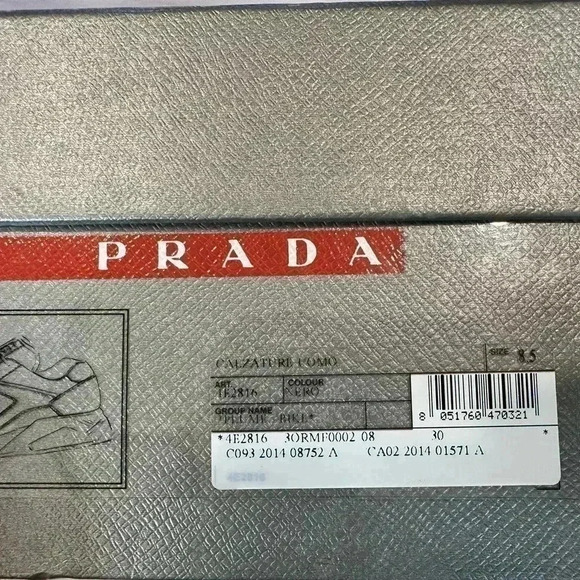 PRADA
CALZATURE UOMO
SIZE 8.5
ART COLOUR
4E2816 NERO
GROUP NAME
8 051760 470321
*4E2816 3ORMF0002 08 30 *
C093 2014 08752 A CA02 2014 01571 A
4E2816